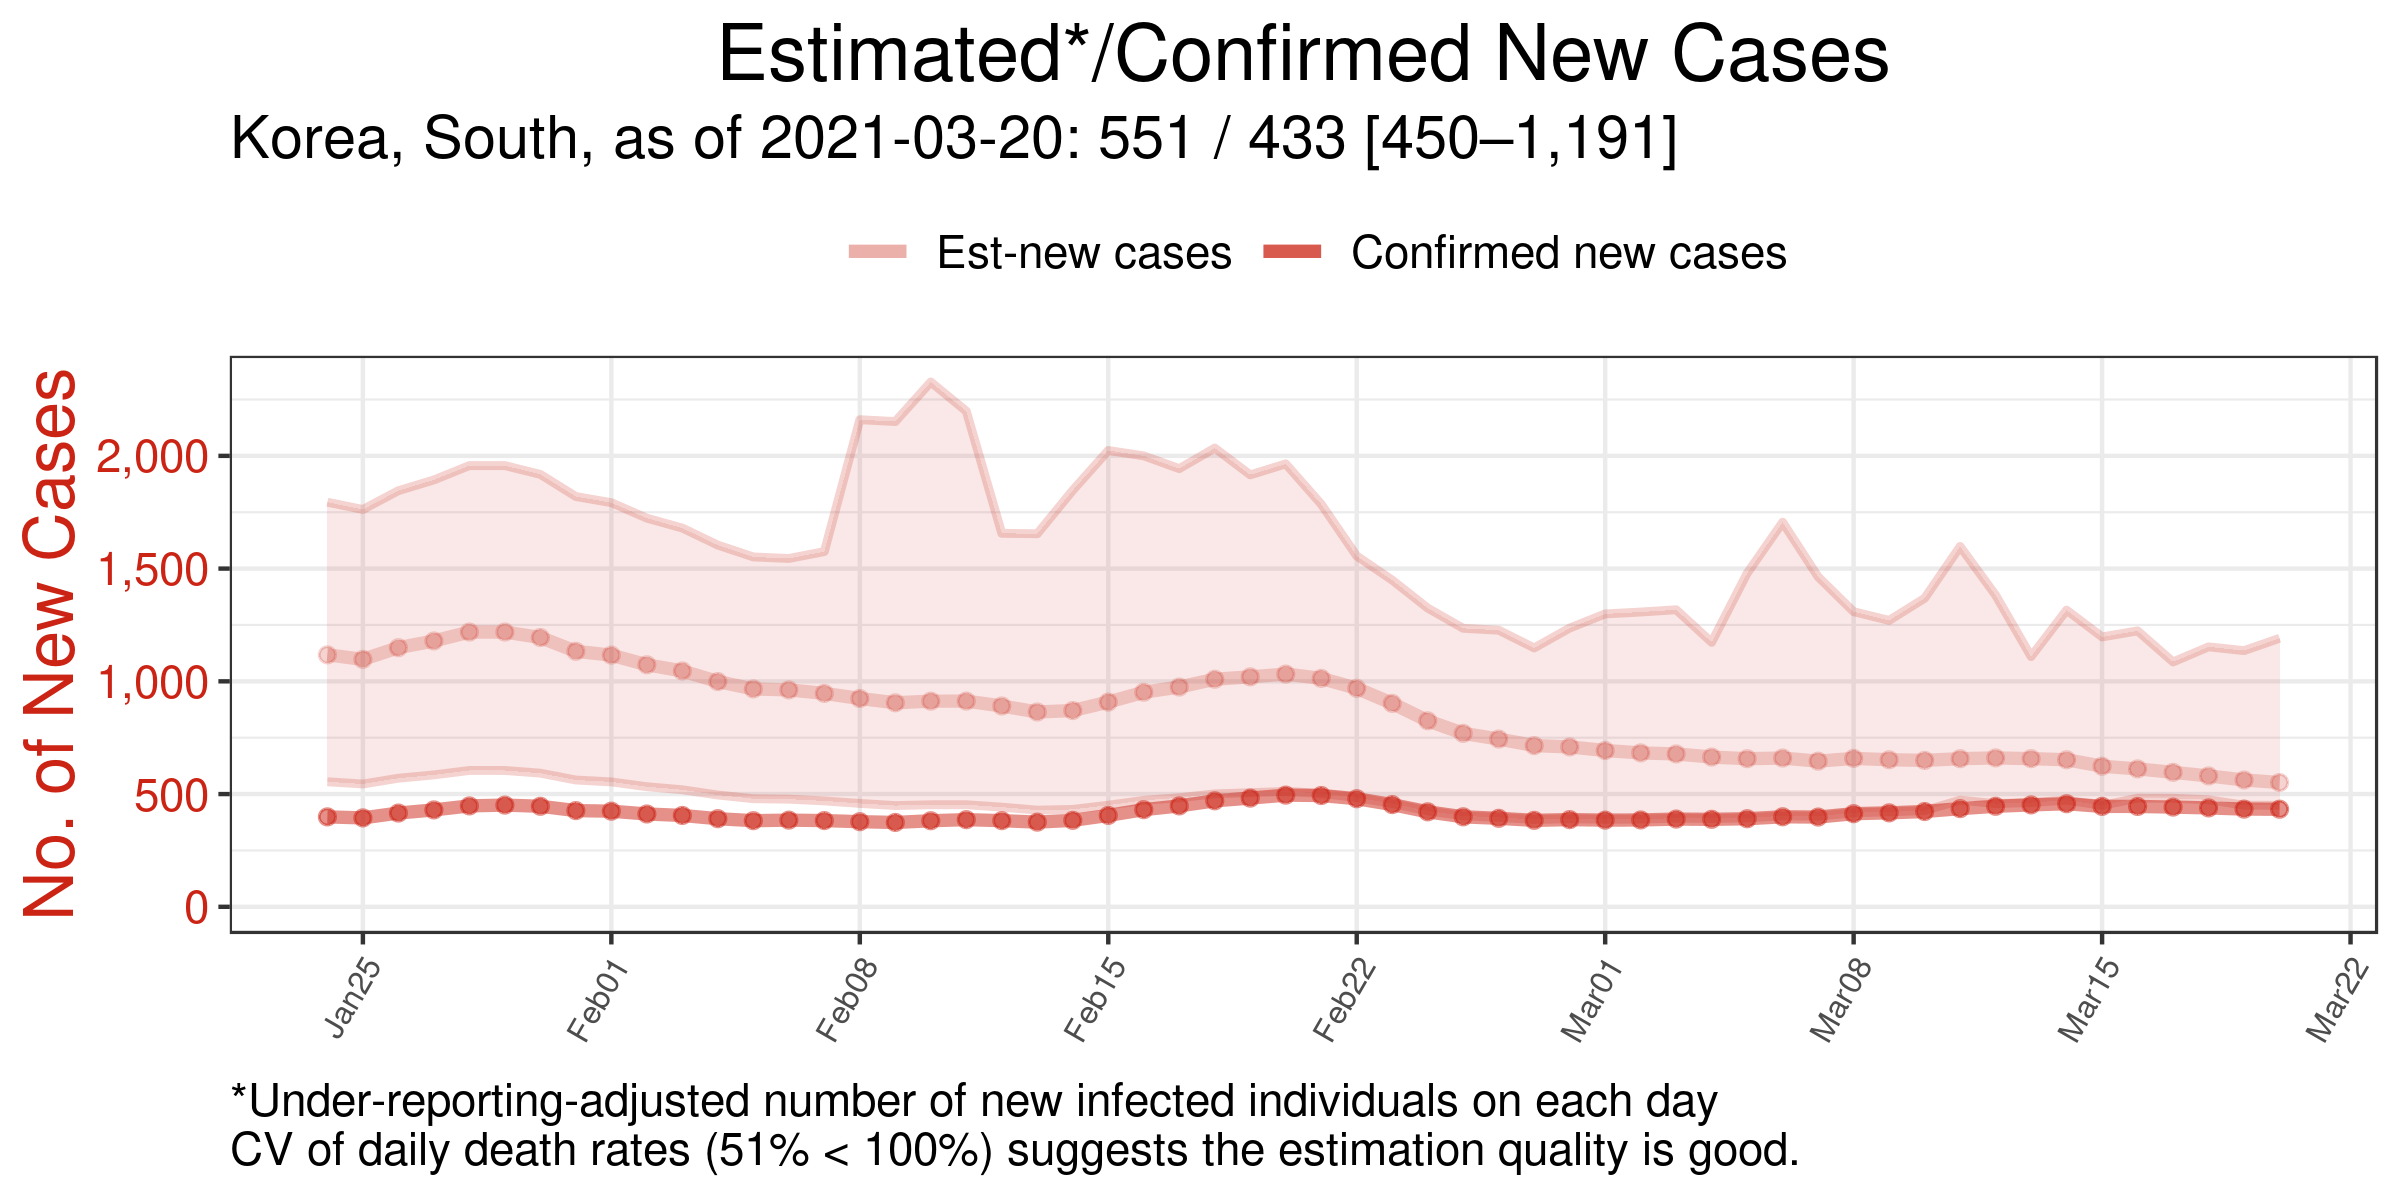 Estimated*/Confirmed New Cases
Korea, South, as of 2021-03-20: 551 / 433 [450–1,191]
Est-new cases Confirmed new cases
No. of New Cases
2,000
1,500
1,000
500
0
Jan25 Feb01 Feb08 Feb15 Feb22 Mar01 Mar08 Mar15 Mar22
*Under-reporting-adjusted number of new infected individuals on each day
CV of daily death rates (51% < 100%) suggests the estimation quality is good.